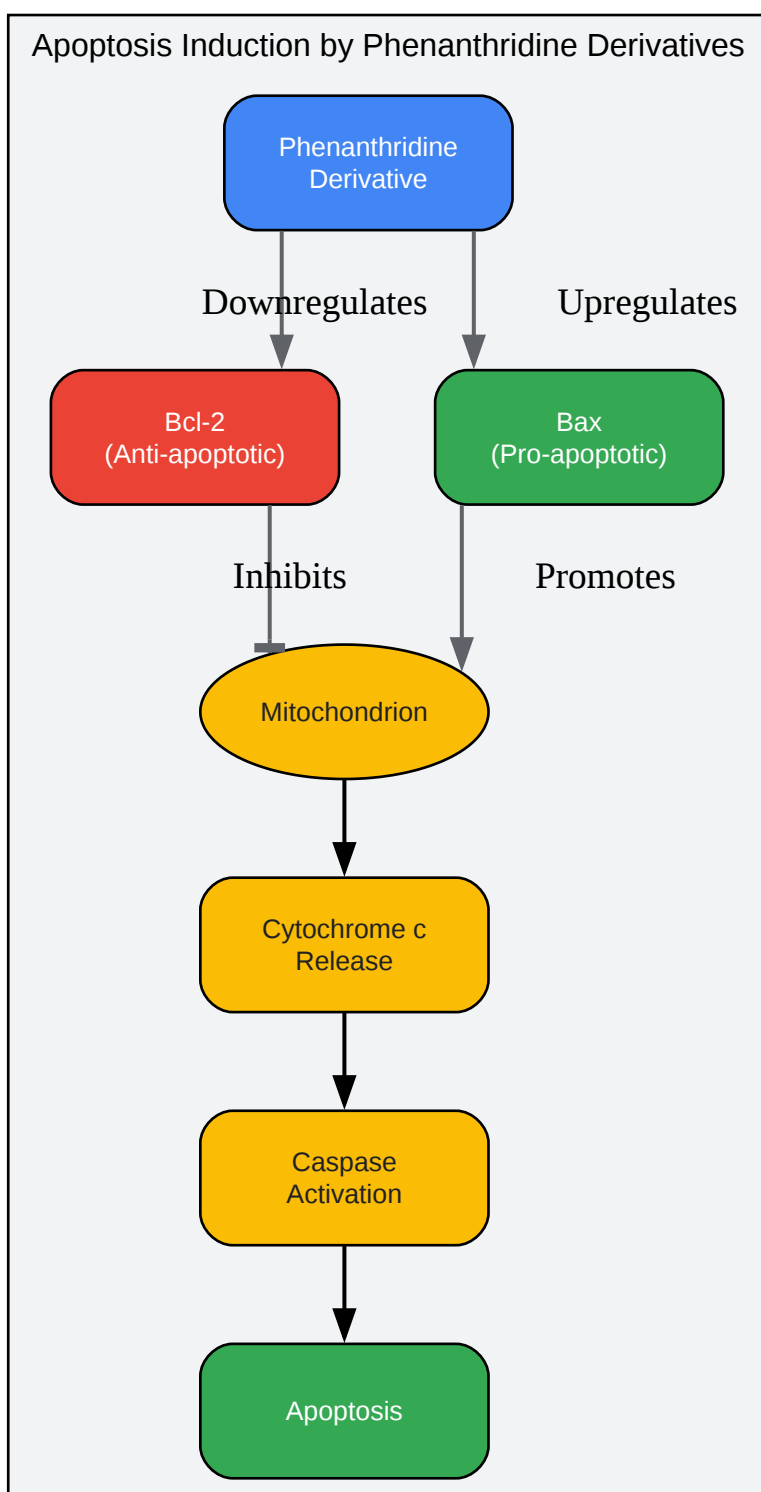 Apoptosis Induction by Phenanthridine Derivatives
Phenanthridine
Derivative
Downregulates
Upregulates
Bcl-2
(Anti-apoptotic)
Bax
(Pro-apoptotic)
Inhibits
Promotes
Mitochondrion
Cytochrome c
Release
Caspase
Activation
Apoptosis